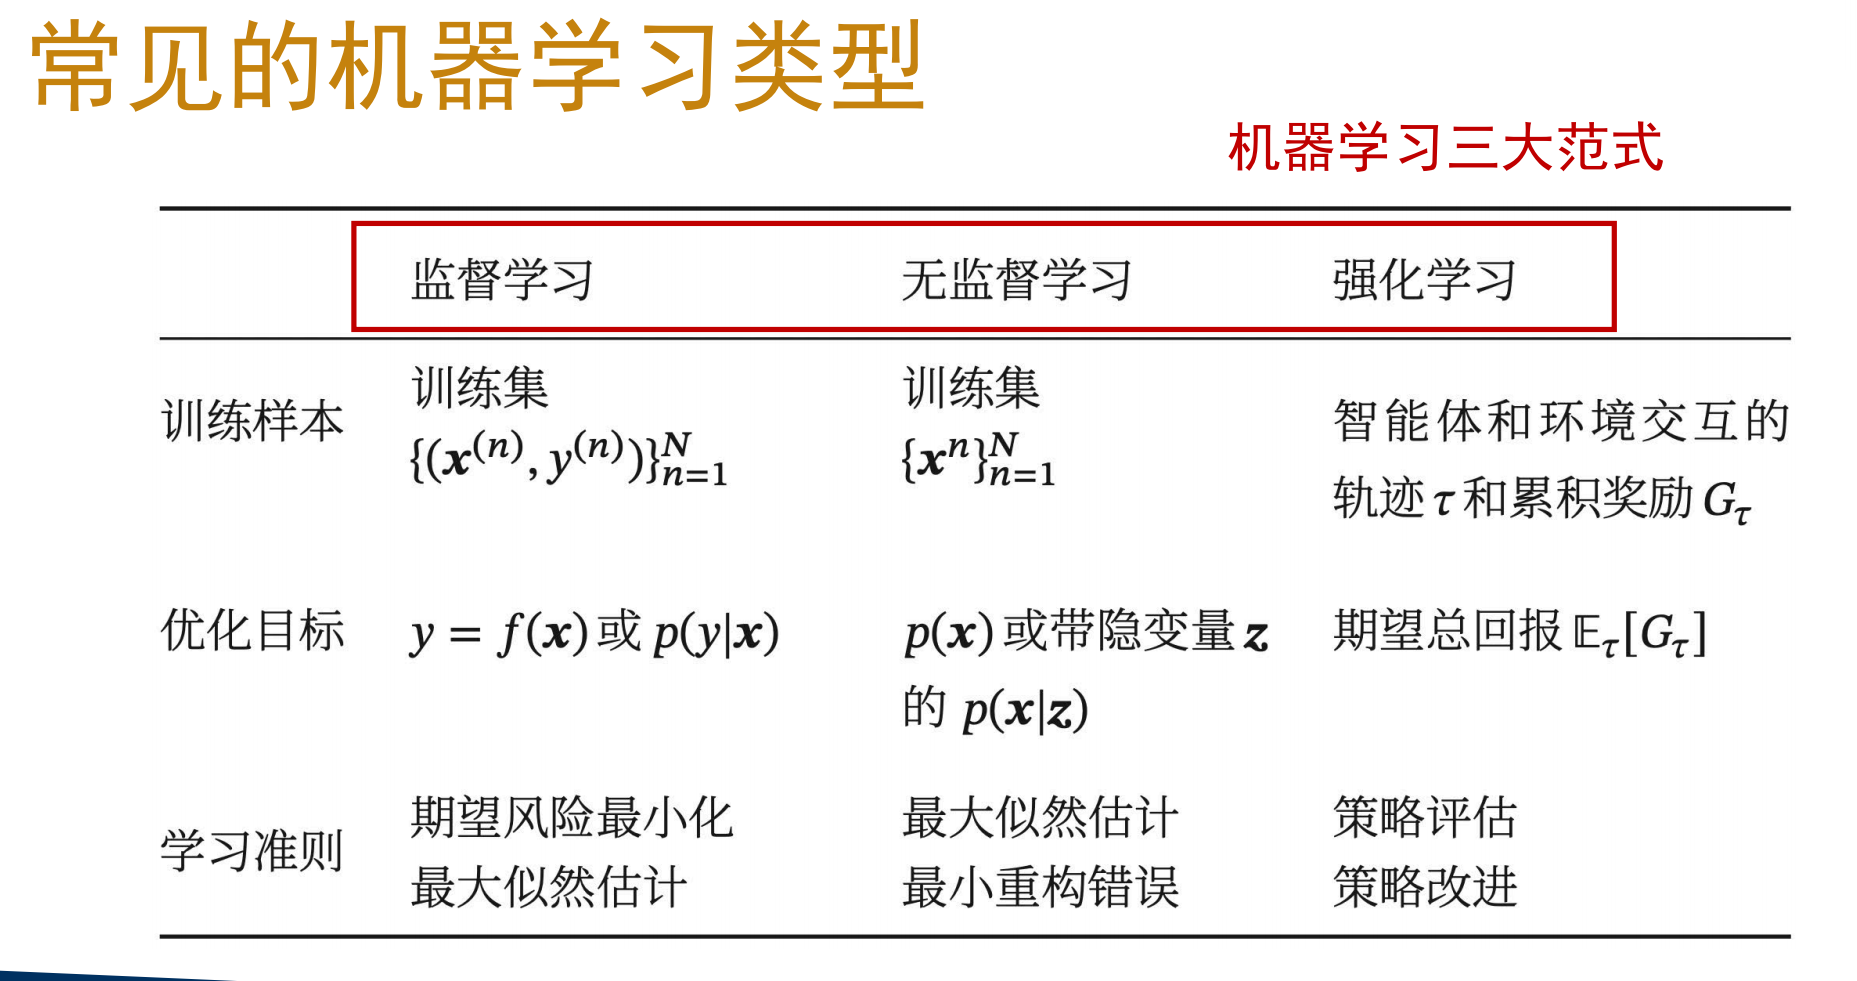 常见的机器学习类型
机器学习三大范式
监督学习 无监督学习 强化学习
训练样本 训练集 {(x^(n), y^(n))}_{n=1}^N 训练集 {x^n}_{n=1}^N 智能体和环境交互的
轨迹 τ 和累积奖励 G_τ
优化目标 y = f(x) 或 p(y|x) p(x) 或带隐变量 z 期望总回报 𝔼_τ[G_τ]
的 p(x|z)
学习准则 期望风险最小化 最大似然估计 策略评估
最大似然估计 最小重构错误 策略改进